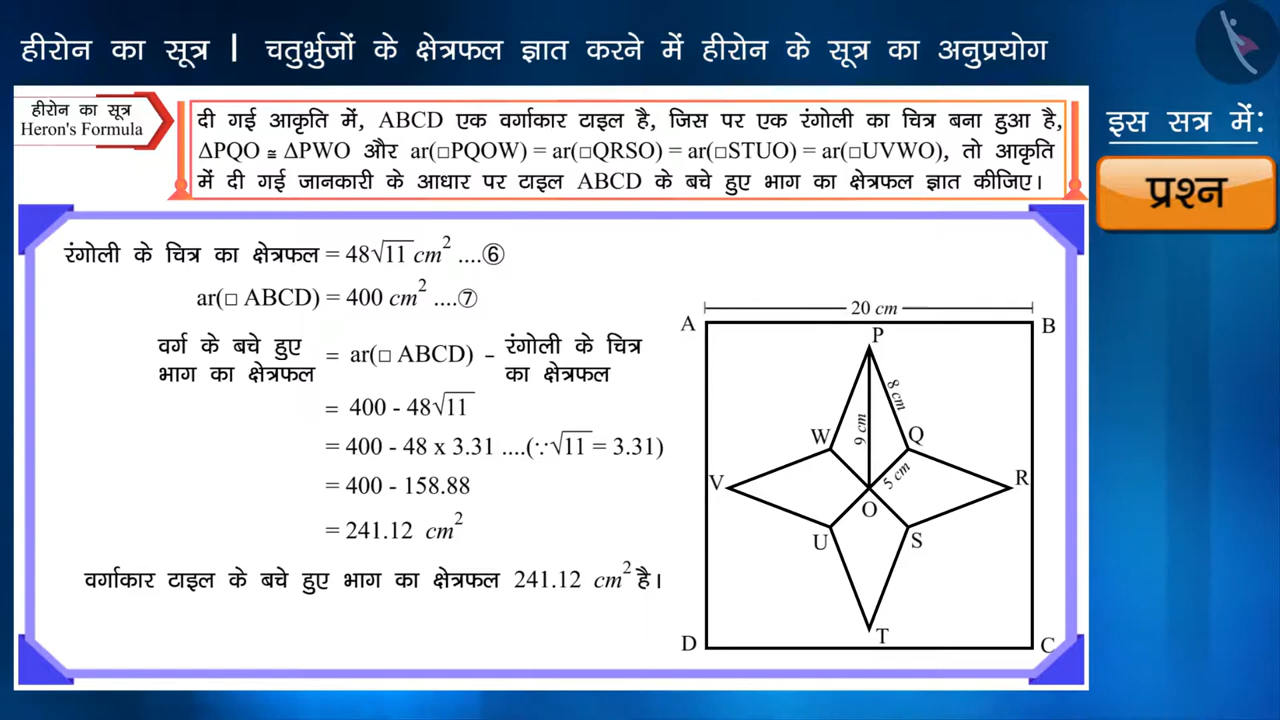 हीरोन का सूत्र | चतुर्भुजों के क्षेत्रफल ज्ञात करने में हीरोन के सूत्र का अनुप्रयोग
हीरोन का सूत्र
Heron's Formula
दी गई आकृति में, ABCD एक वर्गाकार टाइल है, जिस पर एक रंगोली का चित्र बना हुआ है,
ΔPQO ≅ ΔPWO और ar(□PQOW) = ar(□QRSO) = ar(□STUO) = ar(□UVWO), तो आकृति
में दी गई जानकारी के आधार पर टाइल ABCD के बचे हुए भाग का क्षेत्रफल ज्ञात कीजिए।
इस सत्र में:
प्रश्न
रंगोली के चित्र का क्षेत्रफल = 48√11 cm² ....⑥
ar(□ ABCD) = 400 cm² ....⑦
वर्ग के बचे हुए भाग का क्षेत्रफल = ar(□ ABCD) - रंगोली के चित्र का क्षेत्रफल
= 400 - 48√11
= 400 - 48 x 3.31 ....(∵√11 = 3.31)
= 400 - 158.88
= 241.12 cm²
वर्गाकार टाइल के बचे हुए भाग का क्षेत्रफल 241.12 cm² है।
20 cm
A
B
P
8 cm
9 cm
W
Q
5 cm
V
R
O
U
S
T
D
C